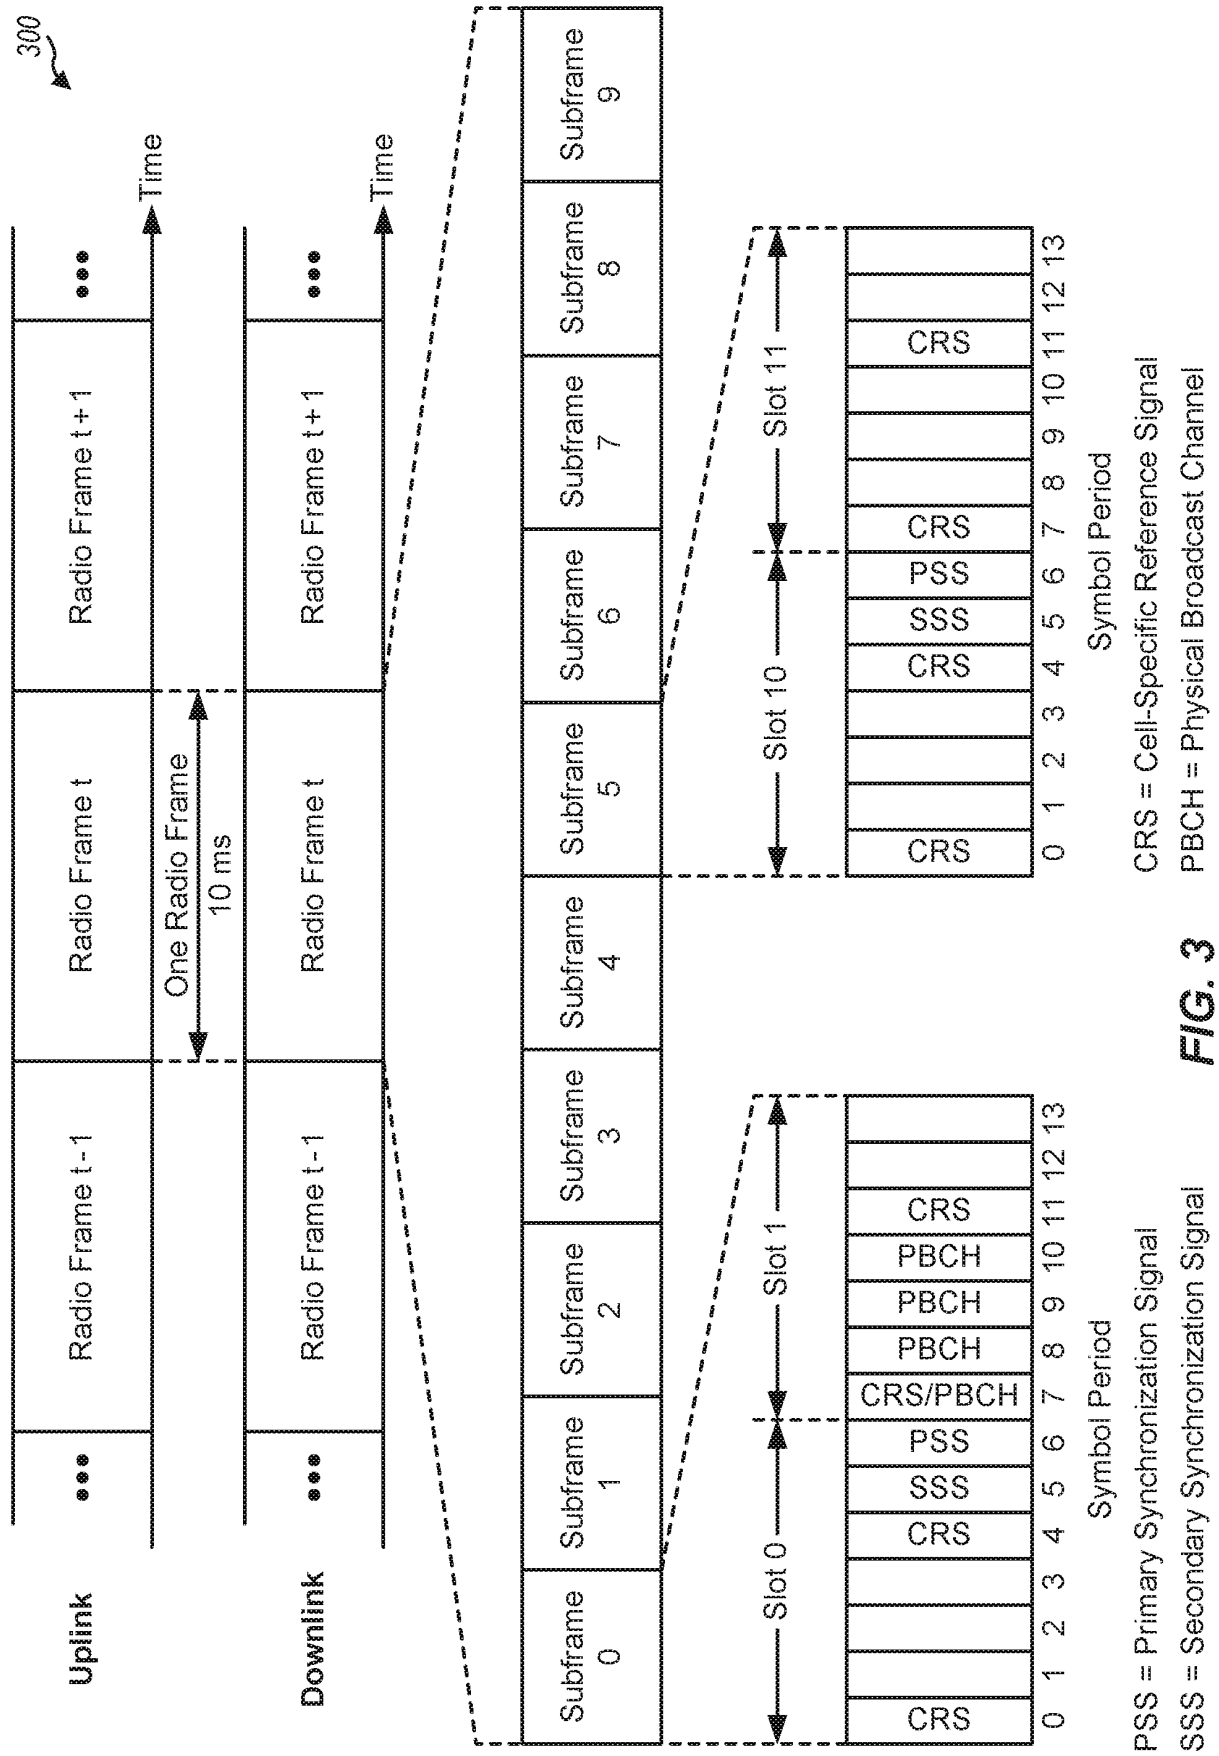 300
Uplink
••• Radio Frame t-1 Radio Frame t Radio Frame t+1 •••
Time
One Radio Frame
10 ms
Downlink
••• Radio Frame t-1 Radio Frame t Radio Frame t+1 •••
Time
Subframe 0 Subframe 1 Subframe 2 Subframe 3 Subframe 4 Subframe 5 Subframe 6 Subframe 7 Subframe 8 Subframe 9
Slot 0 Slot 1
CRS CRS SSS PSS CRS/PBCH PBCH PBCH PBCH CRS
0 1 2 3 4 5 6 7 8 9 10 11 12 13
Symbol Period
Slot 10 Slot 11
CRS CRS SSS PSS CRS CRS
0 1 2 3 4 5 6 7 8 9 10 11 12 13
Symbol Period
PSS = Primary Synchronization Signal
SSS = Secondary Synchronization Signal
CRS = Cell-Specific Reference Signal
PBCH = Physical Broadcast Channel
FIG. 3